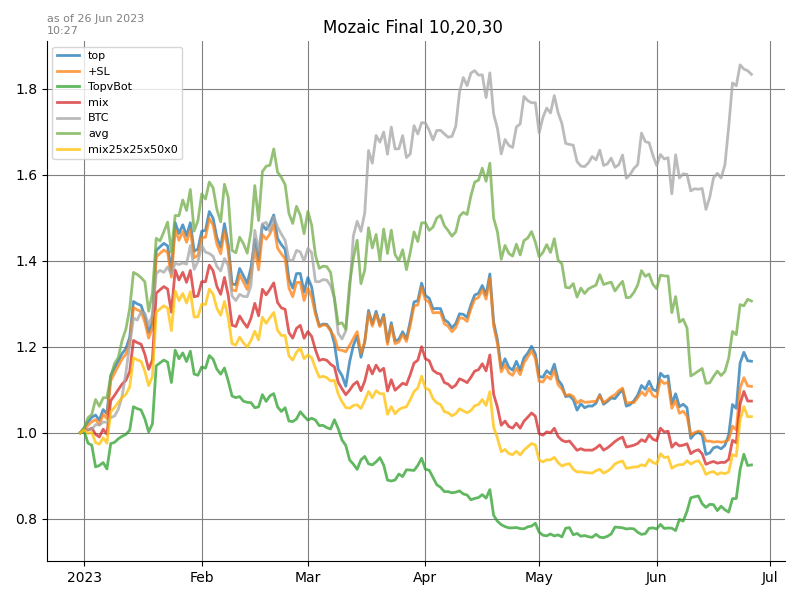 as of 26 Jun 2023
10:27
Mozaic Final 10,20,30
top
+SL
TopvBot
mix
BTC
avg
mix25x25x50x0
1.8
1.6
1.4
1.2
1.0
0.8
2023 Feb Mar Apr May Jun Jul